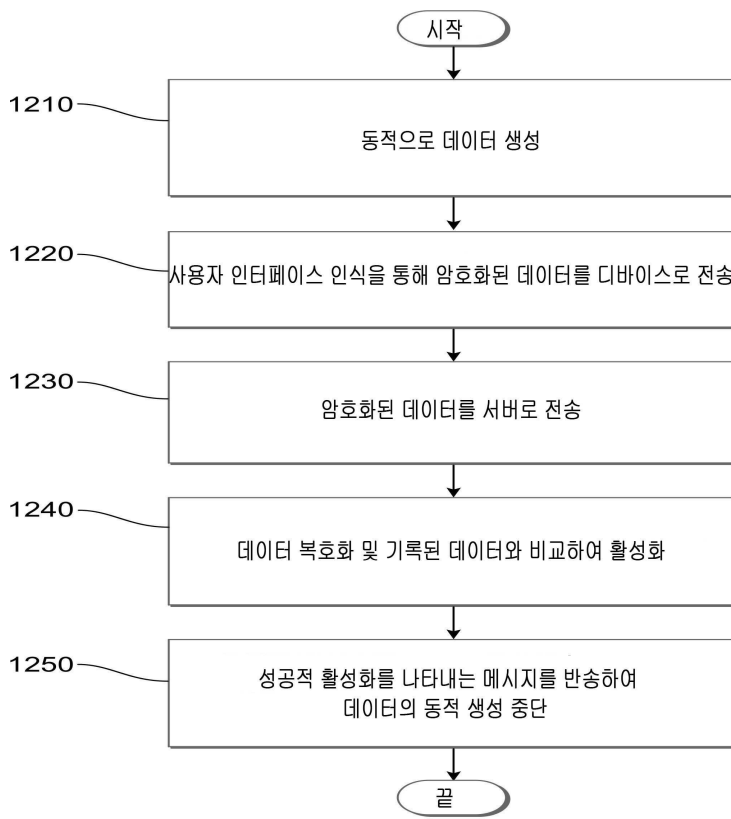 시작
1210
동적으로 데이터 생성
1220
사용자 인터페이스 인식을 통해 암호화된 데이터를 디바이스로 전송
1230
암호화된 데이터를 서버로 전송
1240
데이터 복호화 및 기록된 데이터와 비교하여 활성화
1250
성공적 활성화를 나타내는 메시지를 반송하여
데이터의 동적 생성 중단
끝